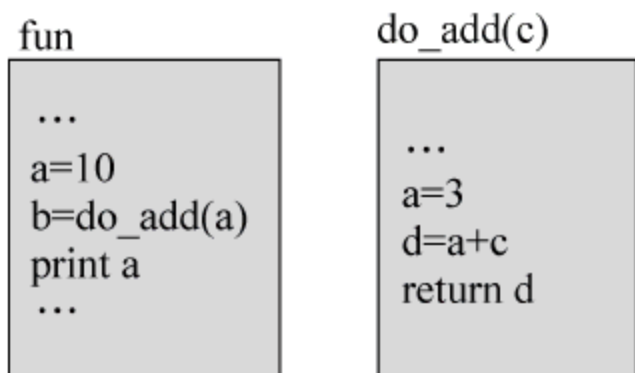 fun
…
a=10
b=do_add(a)
print a
…
do_add(c)
…
a=3
d=a+c
return d